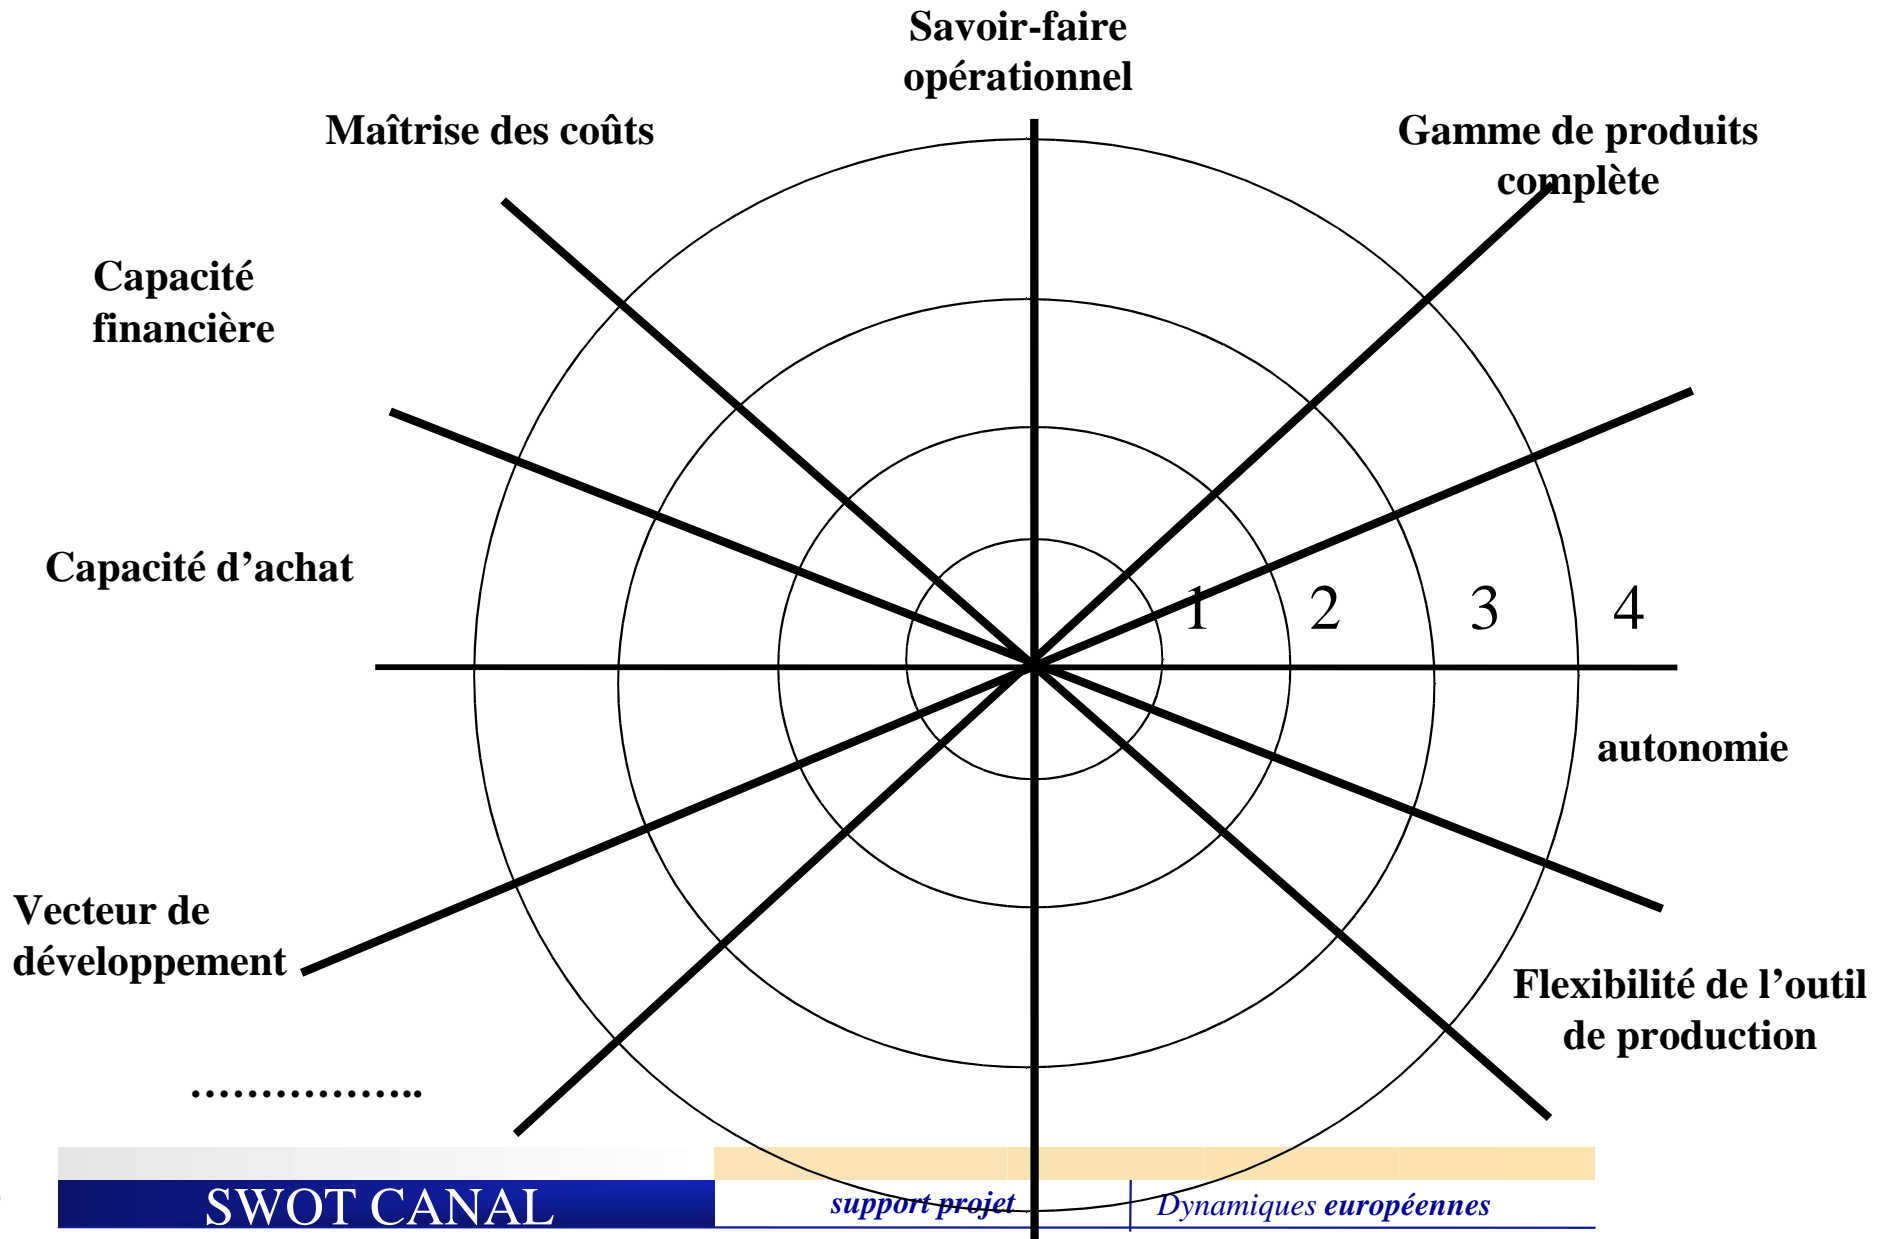 Savoir-faire
opérationnel
Maîtrise des coûts
Gamme de produits
complète
Capacité
financière
Capacité d’achat
1 2 3 4
autonomie
Vecteur de
développement
Flexibilité de l’outil
de production
……………..
SWOT CANAL
support projet
Dynamiques européennes